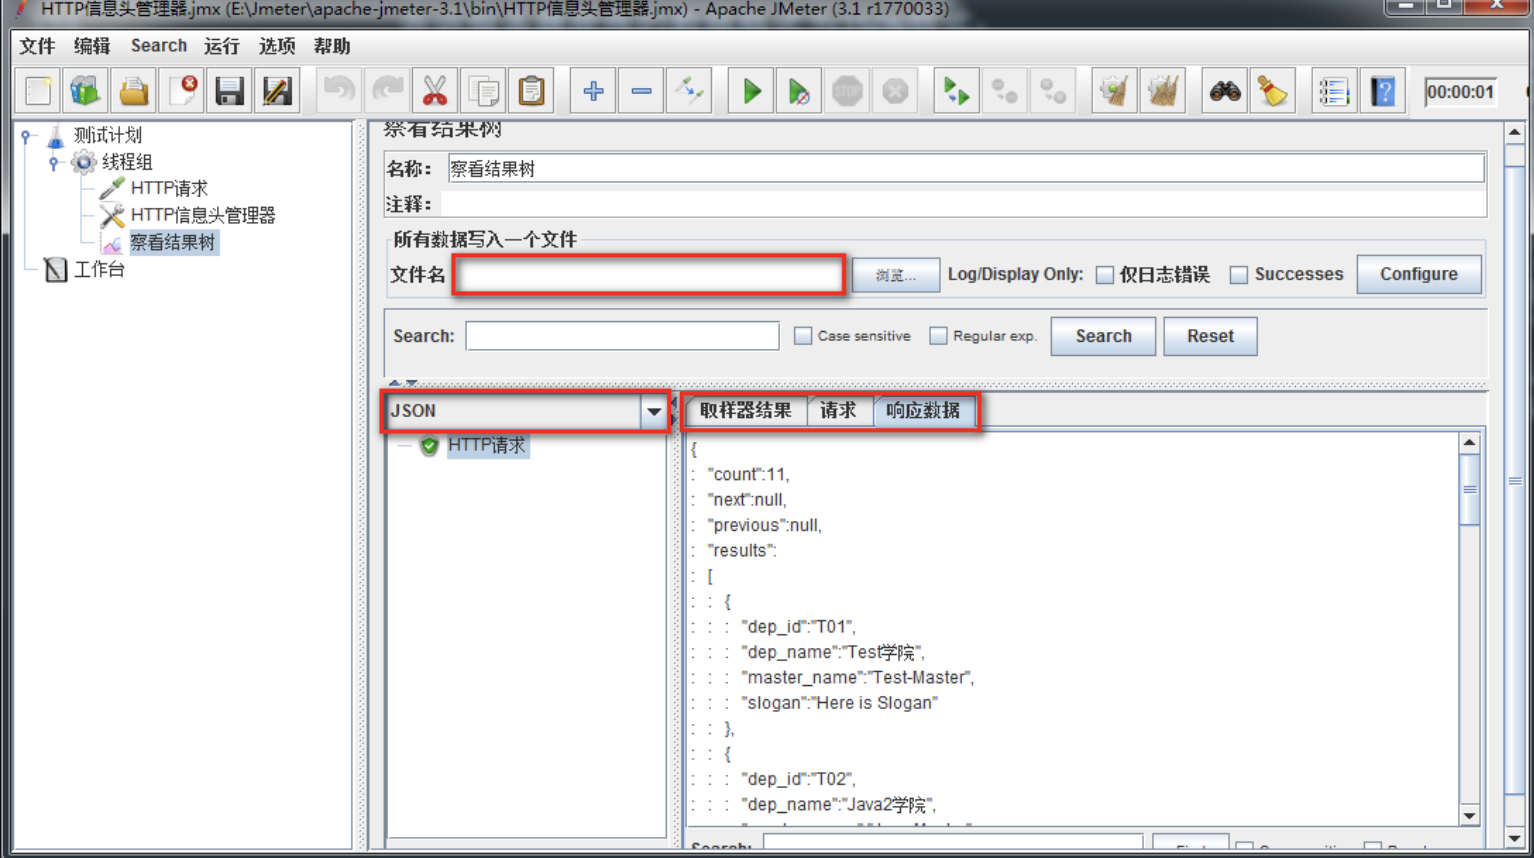 HTTP信息头管理器.jmx (E:\Jmeter\apache-jmeter-3.1\bin\HTTP信息头管理器.jmx) - Apache JMeter (3.1 r1770033)
文件 编辑 Search 运行 选项 帮助
STOP
00:00:01
测试计划
线程组
HTTP请求
HTTP信息头管理器
察看结果树
工作台
察看结果树
名称： 察看结果树
注释：
所有数据写入一个文件
文件名 浏览... Log/Display Only: 仅日志错误 Successes Configure
Search: Case sensitive Regular exp. Search Reset
JSON
HTTP请求
取样器结果 请求 响应数据
{
: "count":11,
: "next":null,
: "previous":null,
: "results":
: [
: : {
: : : "dep_id":"T01",
: : : "dep_name":"Test学院",
: : : "master_name":"Test-Master",
: : : "slogan":"Here is Slogan"
: : },
: : {
: : : "dep_id":"T02",
: : : "dep_name":"Java2学院",
Search: